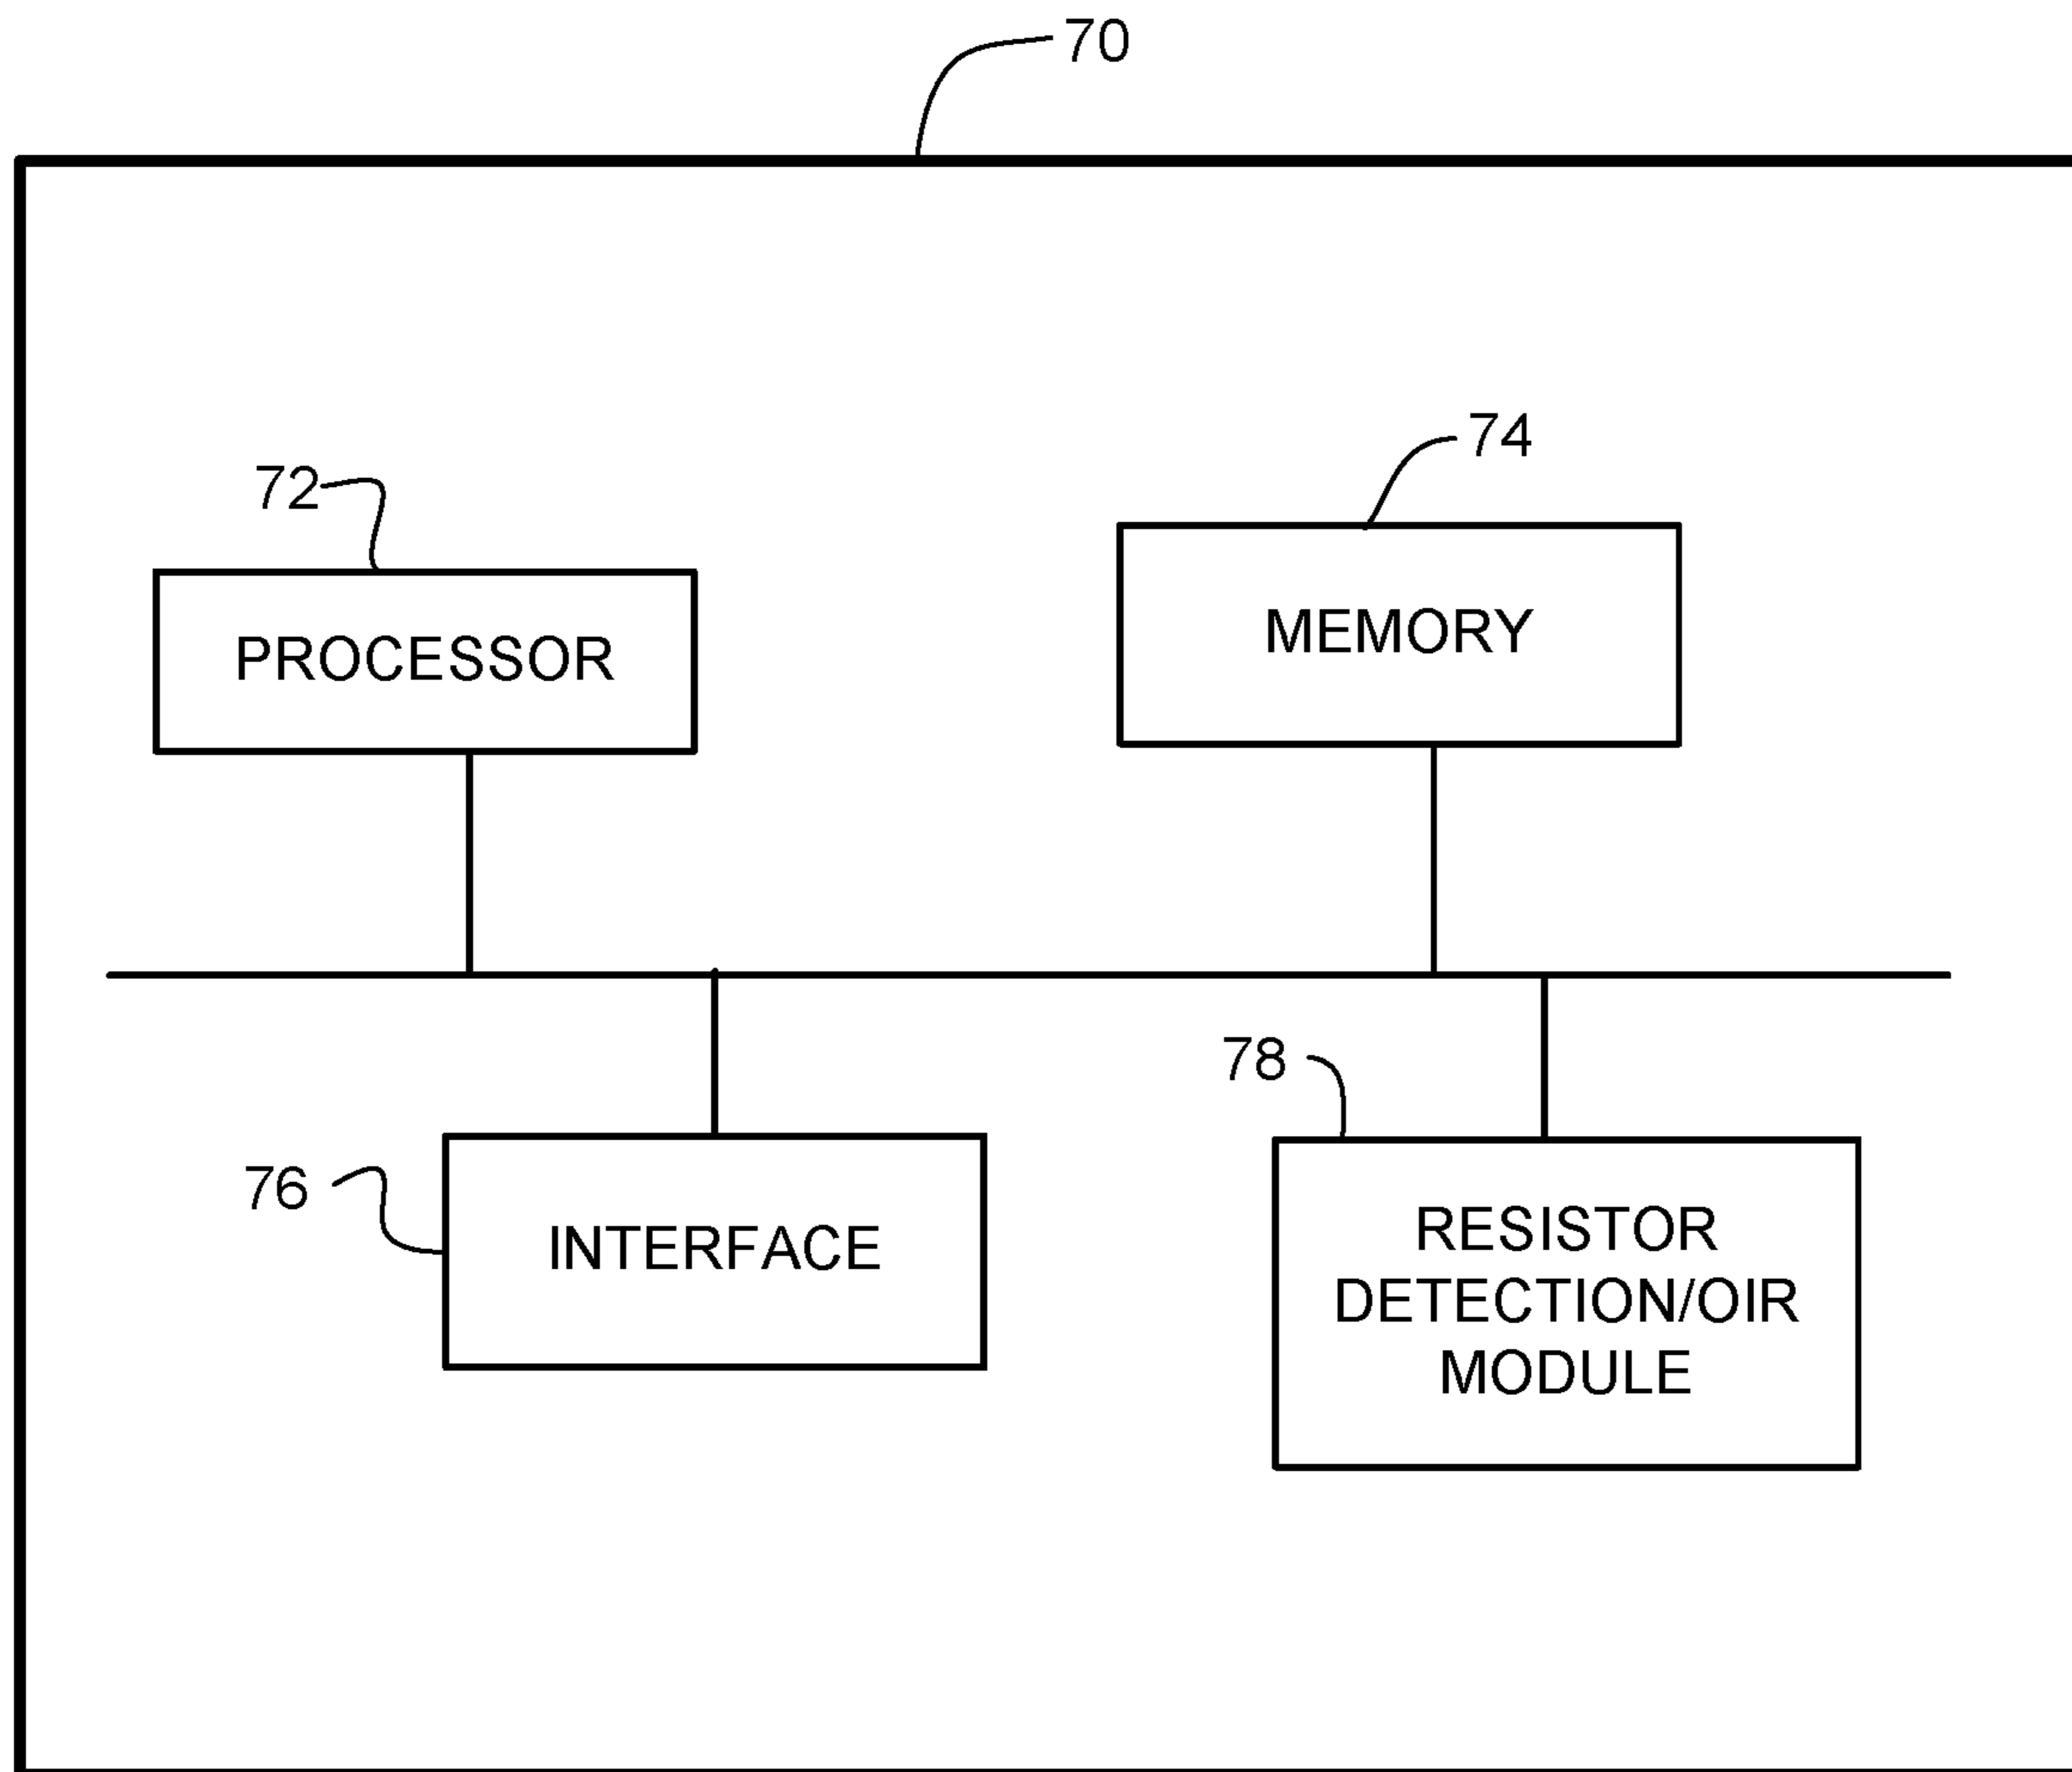 70
74
72
MEMORY
PROCESSOR
78
76
INTERFACE
RESISTOR
DETECTION/OIR
MODULE